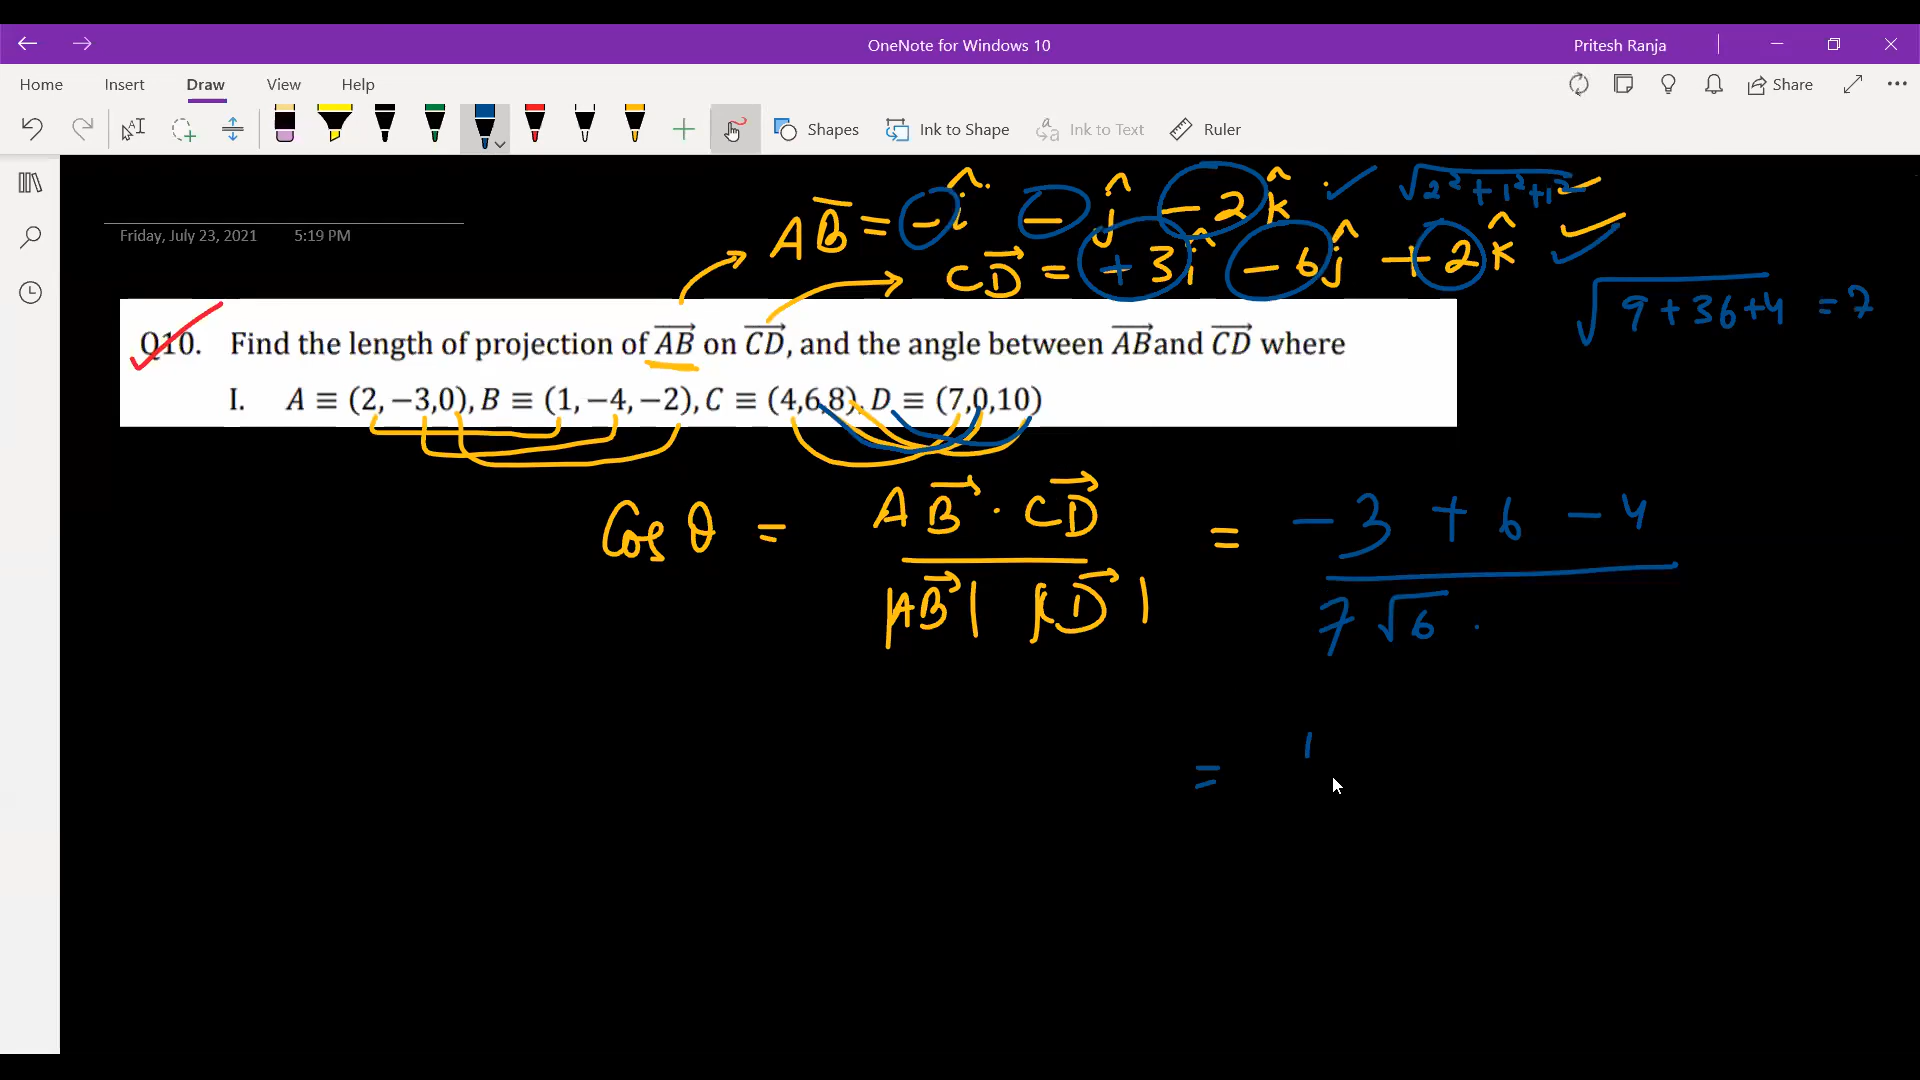 OneNote for Windows 10
Pritesh Ranja
Home Insert Draw View Help
Share
Shapes Ink to Shape Ink to Text Ruler
AB = -î - ĵ - 2k̂ √2² + 1² + 1²
CD = + 3î - 6ĵ + 2k̂
Friday, July 23, 2021 5:19 PM
√9 + 36 + 4 = 7
Q10. Find the length of projection of AB on CD, and the angle between AB and CD where
I. A ≡ (2, −3,0), B ≡ (1, −4, −2), C ≡ (4,6,8), D ≡ (7,0,10)
Cos θ = AB · CD / |AB| |CD| = - 3 + 6 - 4 / 7 √6 .
= 1